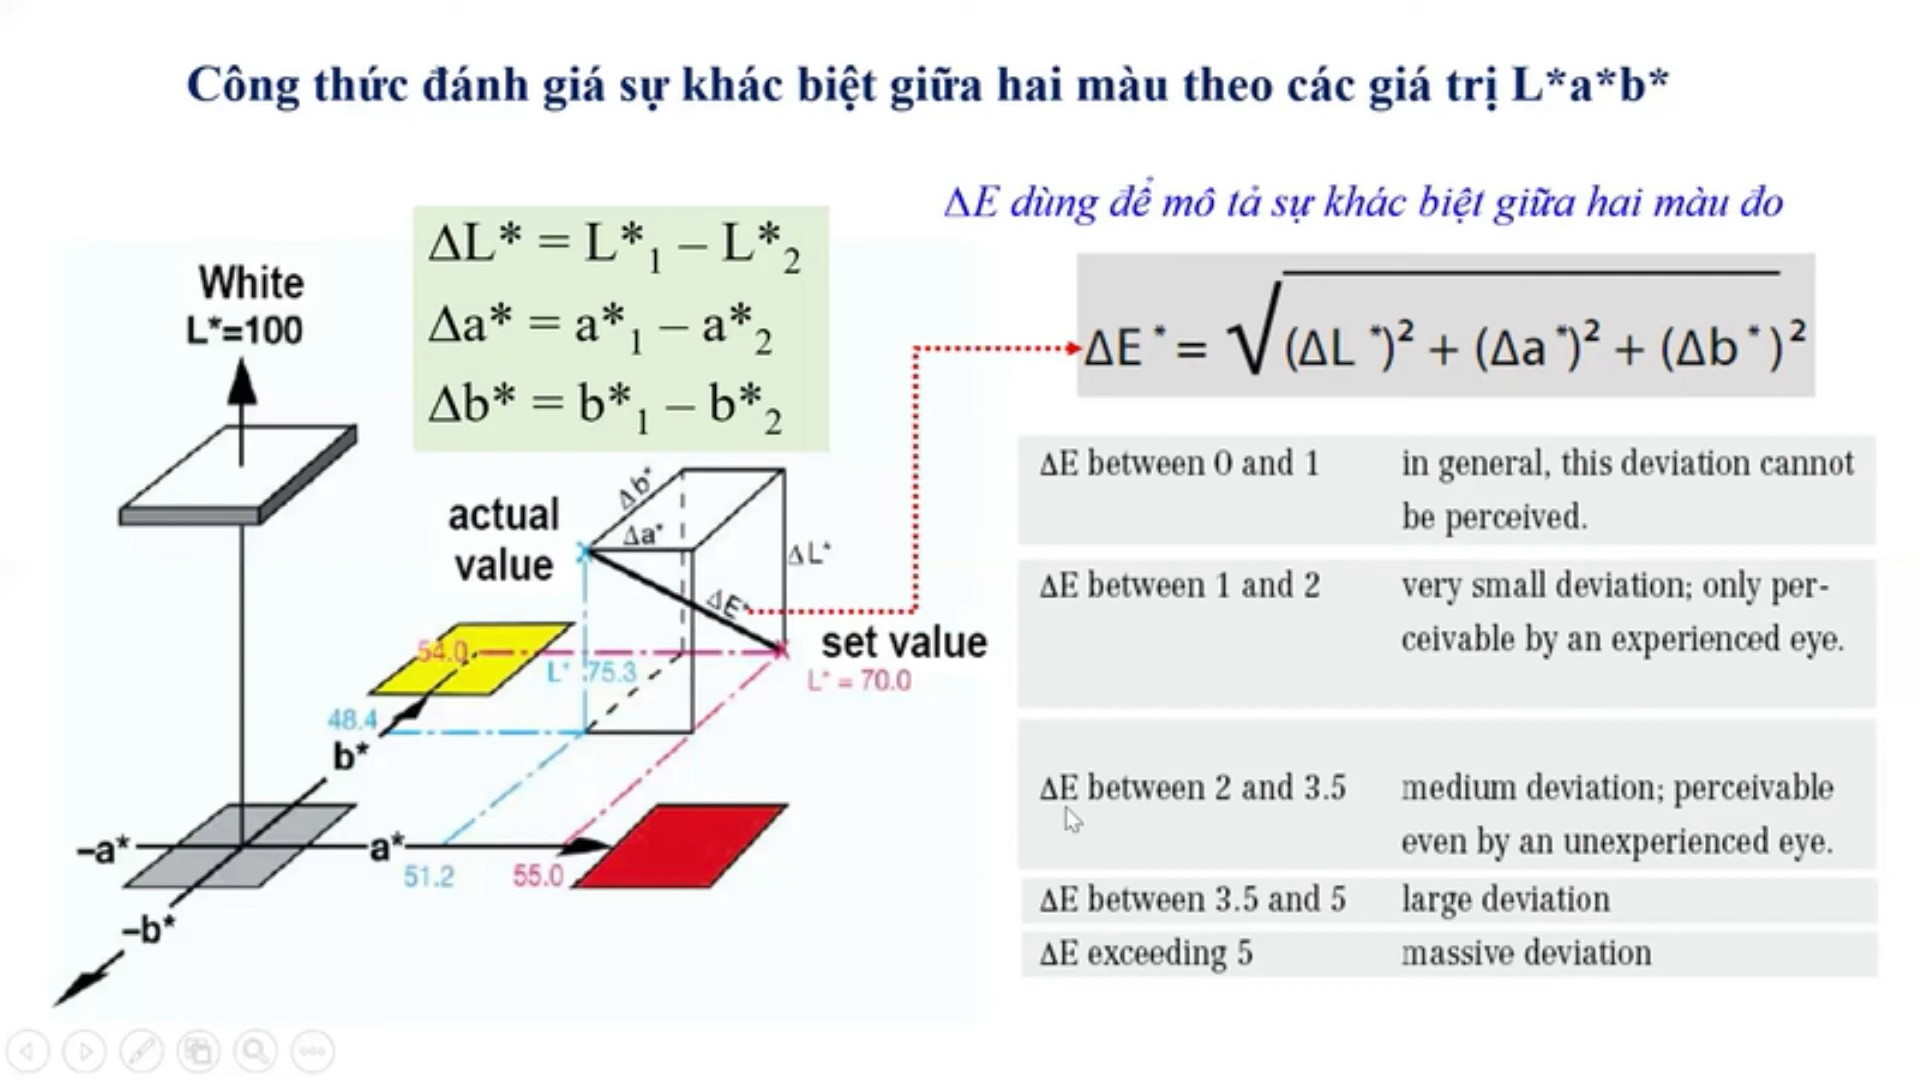 Công thức đánh giá sự khác biệt giữa hai màu theo các giá trị L*a*b*
ΔE dùng để mô tả sự khác biệt giữa hai màu đo
ΔL* = L*₁ – L*₂
Δa* = a*₁ – a*₂
Δb* = b*₁ – b*₂
ΔE* = √(ΔL*)² + (Δa*)² + (Δb*)²
White
L*=100
actual
value
Δb*
Δa*
ΔL*
ΔE*
set value
L* = 70.0
54.0
L* 75.3
48.4
b*
–a*
a*
51.2
55.0
–b*
ΔE between 0 and 1 in general, this deviation cannot
be perceived.
ΔE between 1 and 2 very small deviation; only per-
ceivable by an experienced eye.
ΔE between 2 and 3.5 medium deviation; perceivable
even by an unexperienced eye.
ΔE between 3.5 and 5 large deviation
ΔE exceeding 5 massive deviation